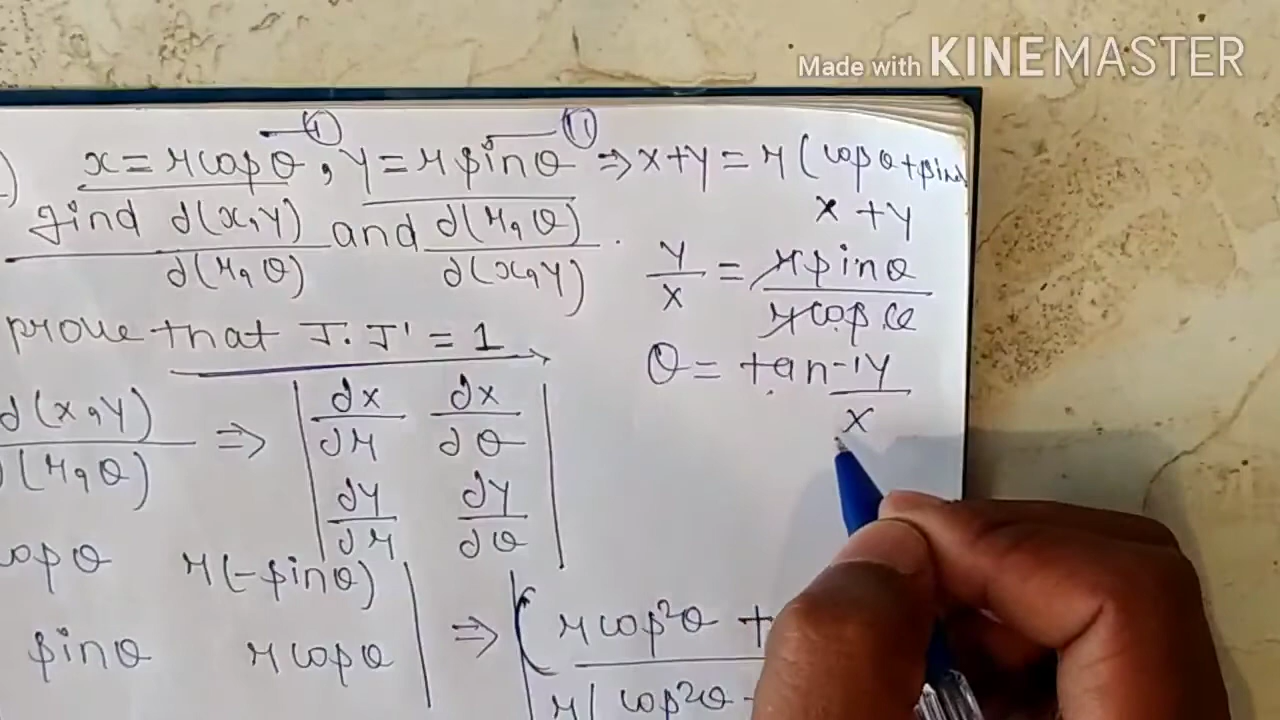 Made with KINEMASTER
x = r cos θ, y = r sin θ ⇒ x+y = r (cos θ + sin
x + y
find ∂(x,y)/∂(r,θ) and ∂(r,θ)/∂(x,y).
y/x = r sin θ / r cos θ
prove that J. J' = 1
θ = tan-1 y/x
∂(x,y)/∂(r,θ) ⇒ | ∂x/∂r ∂x/∂θ
∂y/∂r ∂y/∂θ |
cos θ r(-sin θ)
sin θ r cos θ | ⇒ | ( r cos²θ +
r( cos²θ